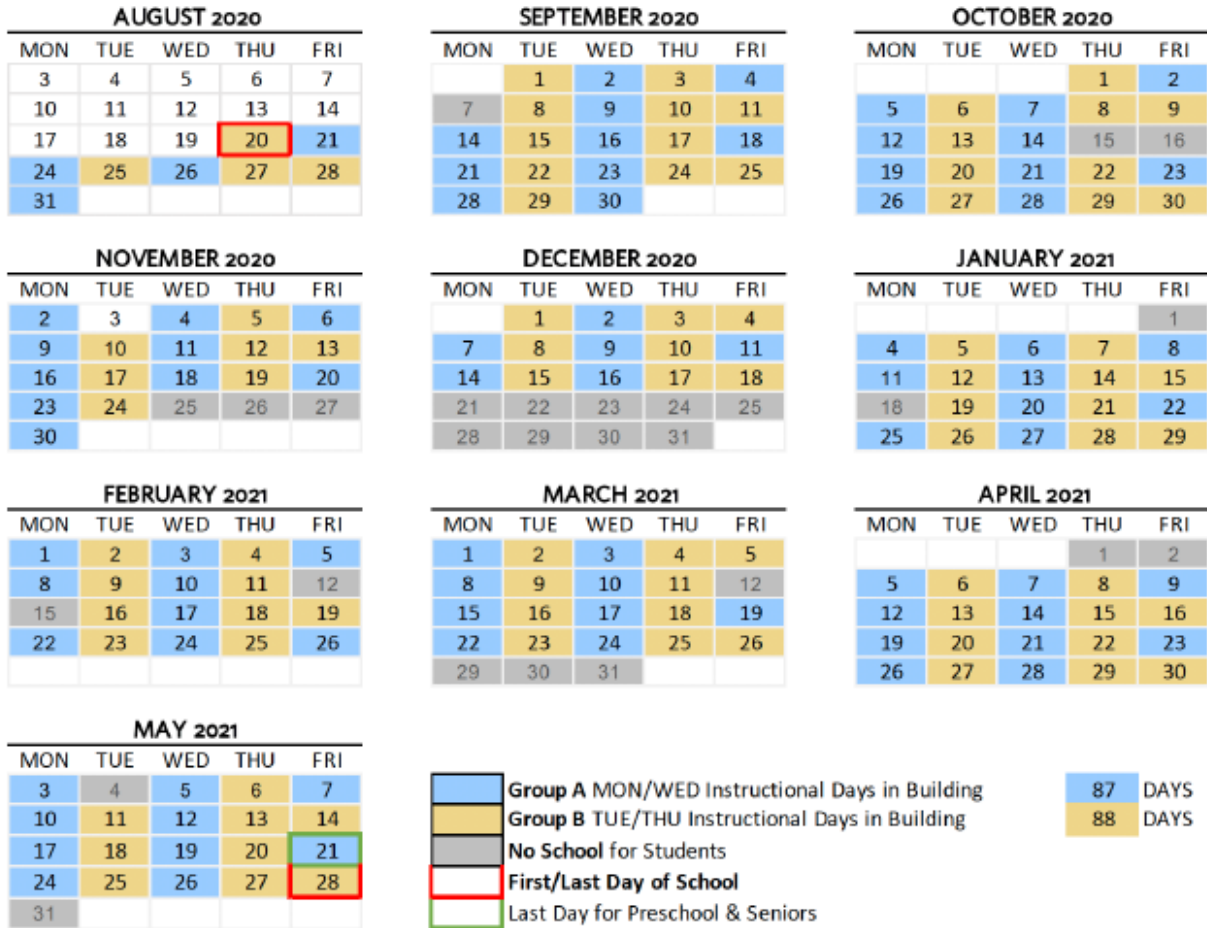 AUGUST 2020 SEPTEMBER 2020 OCTOBER 2020
MON TUE WED THU FRI MON TUE WED THU FRI MON TUE WED THU FRI
3 4 5 6 7 1 2 3 4 1 2
10 11 12 13 14 7 8 9 10 11 5 6 7 8 9
17 18 19 20 21 14 15 16 17 18 12 13 14 15 16
24 25 26 27 28 21 22 23 24 25 19 20 21 22 23
31 28 29 30 26 27 28 29 30
NOVEMBER 2020 DECEMBER 2020 JANUARY 2021
MON TUE WED THU FRI MON TUE WED THU FRI MON TUE WED THU FRI
2 3 4 5 6 1 2 3 4 1
9 10 11 12 13 7 8 9 10 11 4 5 6 7 8
16 17 18 19 20 14 15 16 17 18 11 12 13 14 15
23 24 25 26 27 21 22 23 24 25 18 19 20 21 22
30 28 29 30 31 25 26 27 28 29
FEBRUARY 2021 MARCH 2021 APRIL 2021
MON TUE WED THU FRI MON TUE WED THU FRI MON TUE WED THU FRI
1 2 3 4 5 1 2 3 4 5 1 2
8 9 10 11 12 8 9 10 11 12 5 6 7 8 9
15 16 17 18 19 15 16 17 18 19 12 13 14 15 16
22 23 24 25 26 22 23 24 25 26 19 20 21 22 23
29 30 31 26 27 28 29 30
MAY 2021
MON TUE WED THU FRI
3 4 5 6 7
10 11 12 13 14
17 18 19 20 21
24 25 26 27 28
31
Group A MON/WED Instructional Days in Building 87 DAYS
Group B TUE/THU Instructional Days in Building 88 DAYS
No School for Students
First/Last Day of School
Last Day for Preschool & Seniors